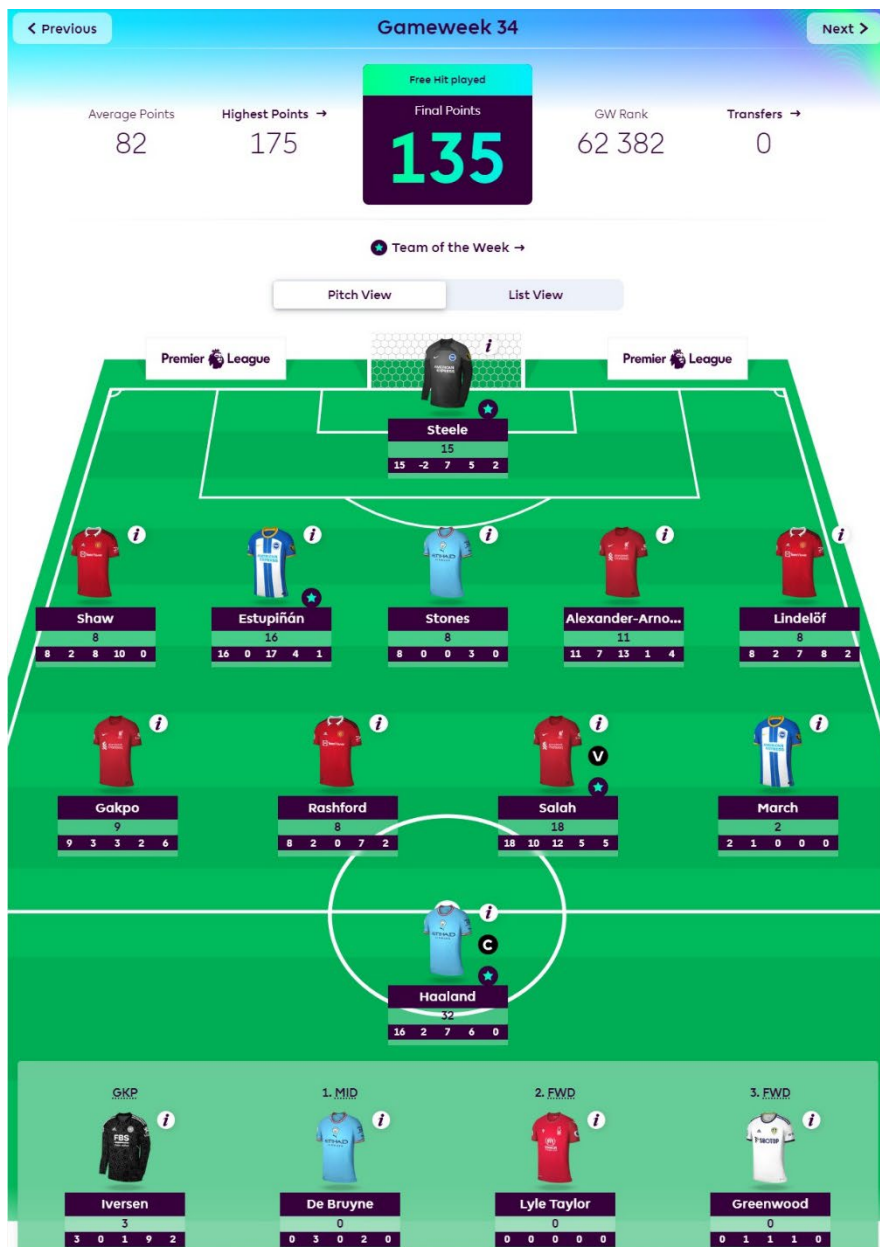 Previous Gameweek 34 Next
Free Hit played
Average Points Highest Points → Final Points GW Rank Transfers →
82 175 135 62 382 0
Team of the Week →
Pitch View List View
Premier League Premier League
Steele
15
15 -2 7 5 2
Shaw Estupiñán Stones Alexander-Arno... Lindelöf
8 16 8 11 8
8 2 8 10 0 16 0 17 4 1 8 0 0 3 0 11 7 13 1 4 8 2 7 8 2
V
Gakpo Rashford Salah March
9 8 18 2
9 3 3 2 6 8 2 0 7 2 18 10 12 5 5 2 1 0 0 0
C
Haaland
32
16 2 7 6 0
GKP 1. MID 2. FWD 3. FWD
FBS
Iversen De Bruyne Lyle Taylor Greenwood
3 0 0 0
3 0 1 9 2 0 3 0 2 0 0 0 0 0 0 0 1 1 1 0